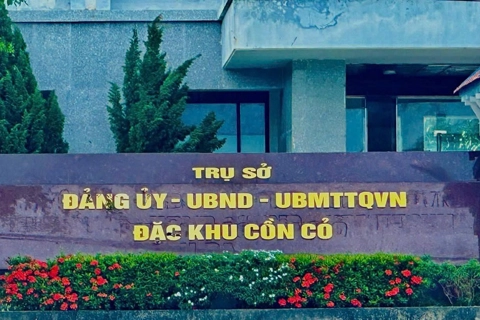 TRỤ SỞ
ĐẢNG ỦY - UBND - UBMTTQVN
ĐẶC KHU CỒN CỎ